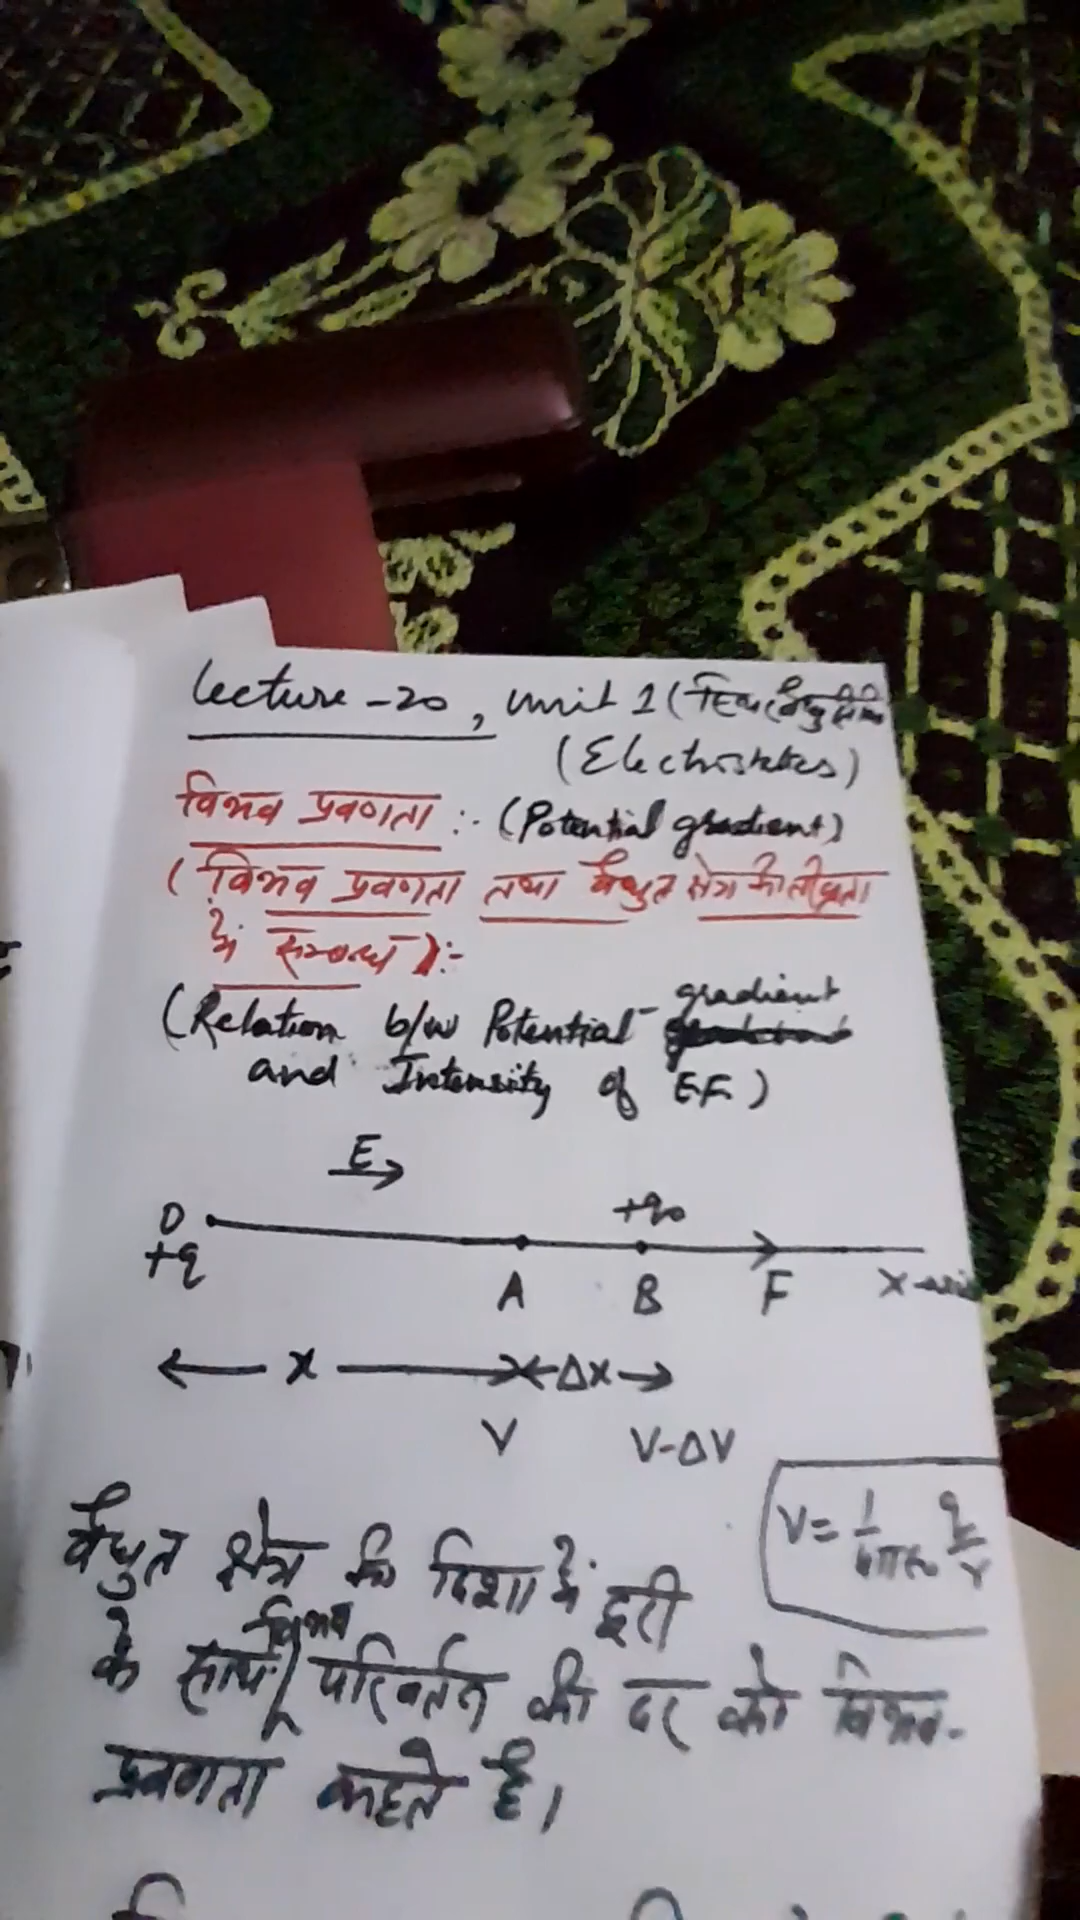 Lecture-20, unit 1 (स्थिर वैद्युतिकी
(Electrostatics)
विभव प्रवणता :- (Potential gradient)
(विभव प्रवणता तथा वैद्युत क्षेत्र की तीव्रता
में सम्बन्ध):-
(Relation b/w Potential- gradient
and Intensity of E.F.)
E
O +q0
+q A B F X-axis
x Δx
V V-ΔV
V= 1/4πε0 q/r
वैद्युत क्षेत्र कि दिशा में दूरी
के साथ विभव परिवर्तन की दर को विभव-
प्रवणता कहते है।